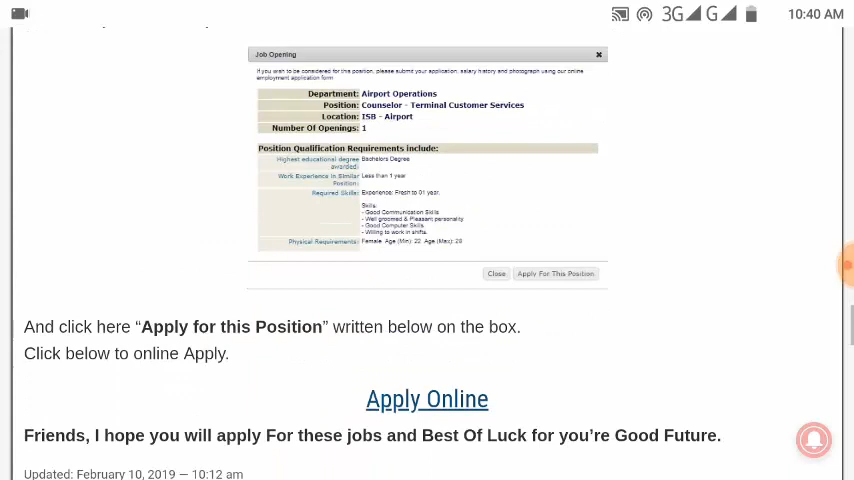 3G G 10:40 AM
Job Opening
If you wish to be considered for this position, please submit your application, salary history and photograph using our online
employment application form
Department: Airport Operations
Position: Counselor - Terminal Customer Services
Location: ISB - Airport
Number Of Openings: 1
Position Qualification Requirements include:
Highest educational degree awarded: Bachelors Degree
Work Experience in Similar Position: Less than 1 year
Required Skills: Experience: Fresh to 01 year.
Skills:
- Good Communication Skills
- Well groomed & Pleasant personality.
- Good Computer Skills.
- Willing to work in shifts.
Physical Requirements: Female Age (Min): 22 Age (Max): 28
Close Apply For This Position
And click here “Apply for this Position” written below on the box.
Click below to online Apply.
Apply Online
Friends, I hope you will apply For these jobs and Best Of Luck for you’re Good Future.
Updated: February 10, 2019 — 10:12 am